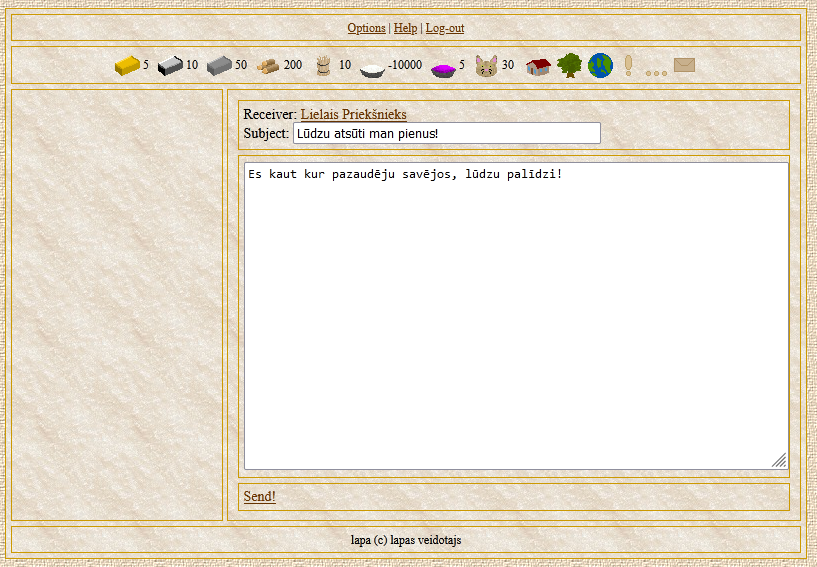 Options | Help | Log-out
5 10 50 200 10 -10000 5 30
Receiver: Lielais Priekšnieks
Subject: Lūdzu atsūti man pienus!
Es kaut kur pazaudēju savējos, lūdzu palīdzi!
Send!
lapa (c) lapas veidotajs